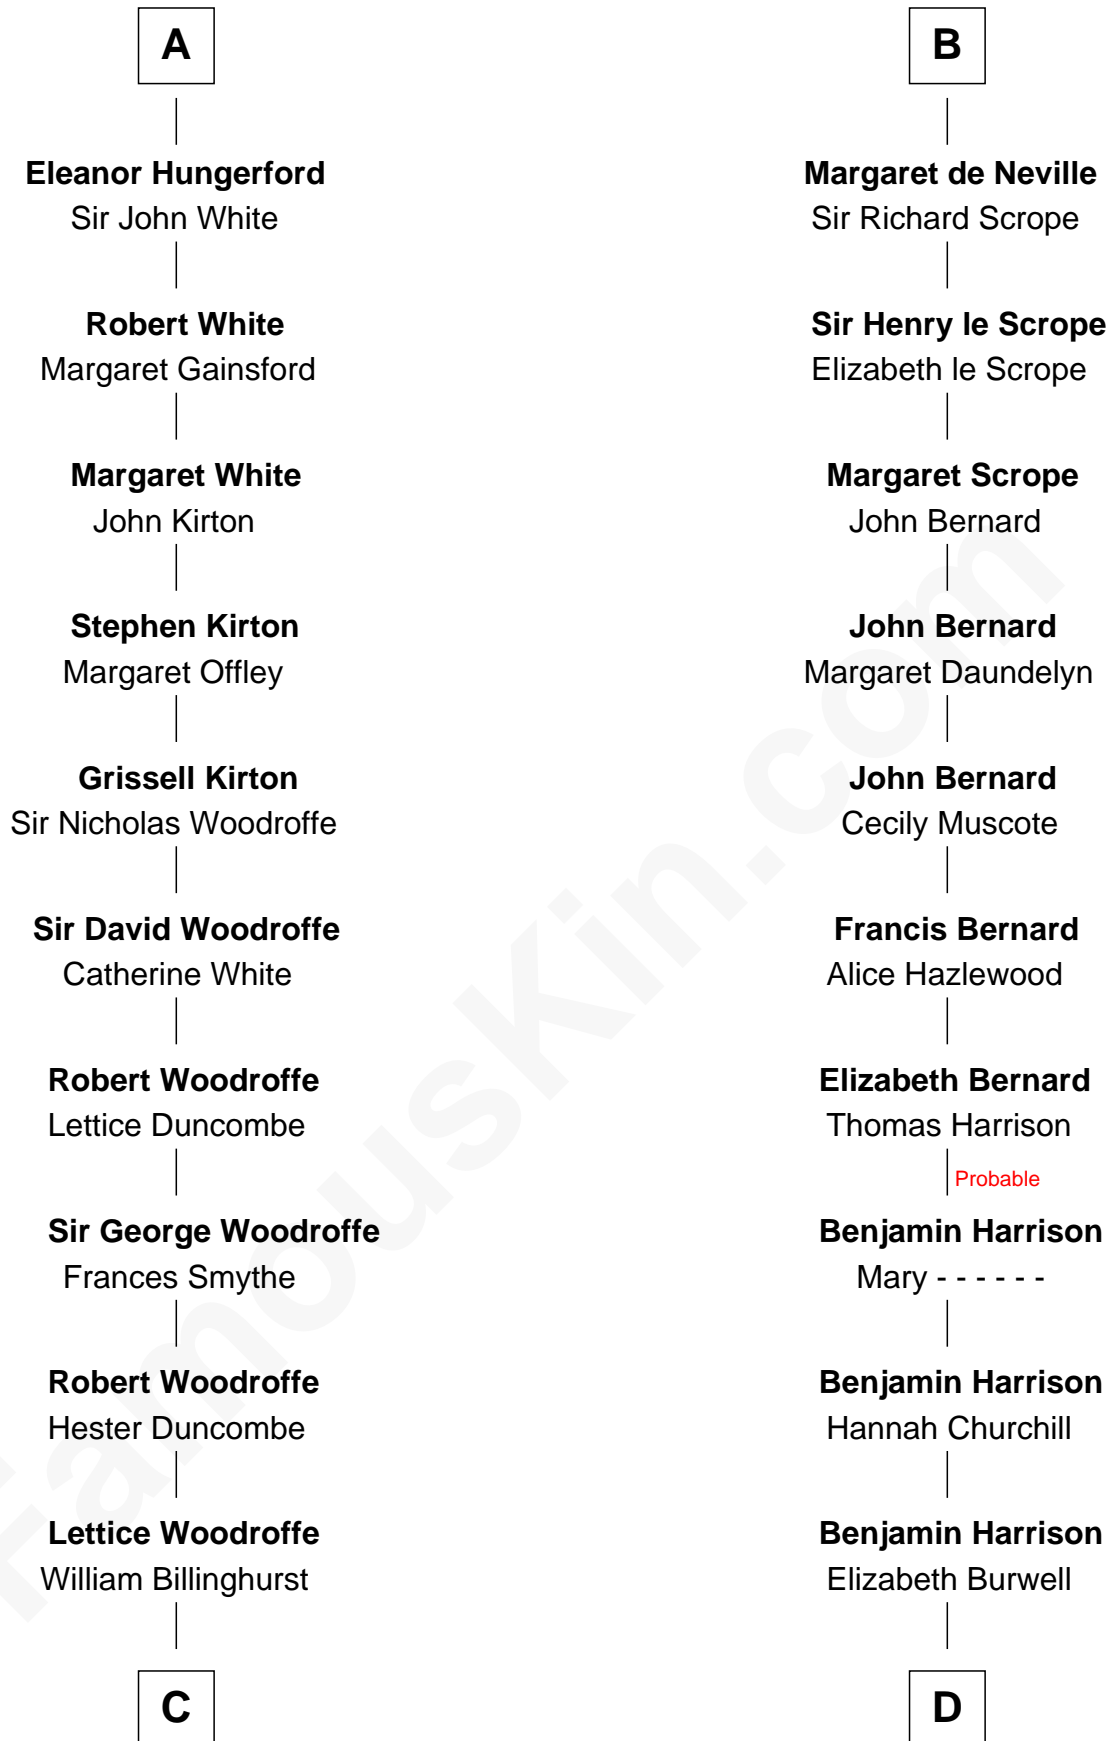 A
Eleanor Hungerford
Sir John White
Robert White
Margaret Gainsford
Margaret White
John Kirton
Stephen Kirton
Margaret Offley
Grissell Kirton
Sir Nicholas Woodroffe
Sir David Woodroffe
Catherine White
Robert Woodroffe
Lettice Duncombe
Sir George Woodroffe
Frances Smythe
Robert Woodroffe
Hester Duncombe
Lettice Woodroffe
William Billinghurst
C
B
Margaret de Neville
Sir Richard Scrope
Sir Henry le Scrope
Elizabeth le Scrope
Margaret Scrope
John Bernard
John Bernard
Margaret Daundelyn
John Bernard
Cecily Muscote
Francis Bernard
Alice Hazlewood
Elizabeth Bernard
Thomas Harrison
Probable
Benjamin Harrison
Mary - - - - - -
Benjamin Harrison
Hannah Churchill
Benjamin Harrison
Elizabeth Burwell
D
FamousKin.com